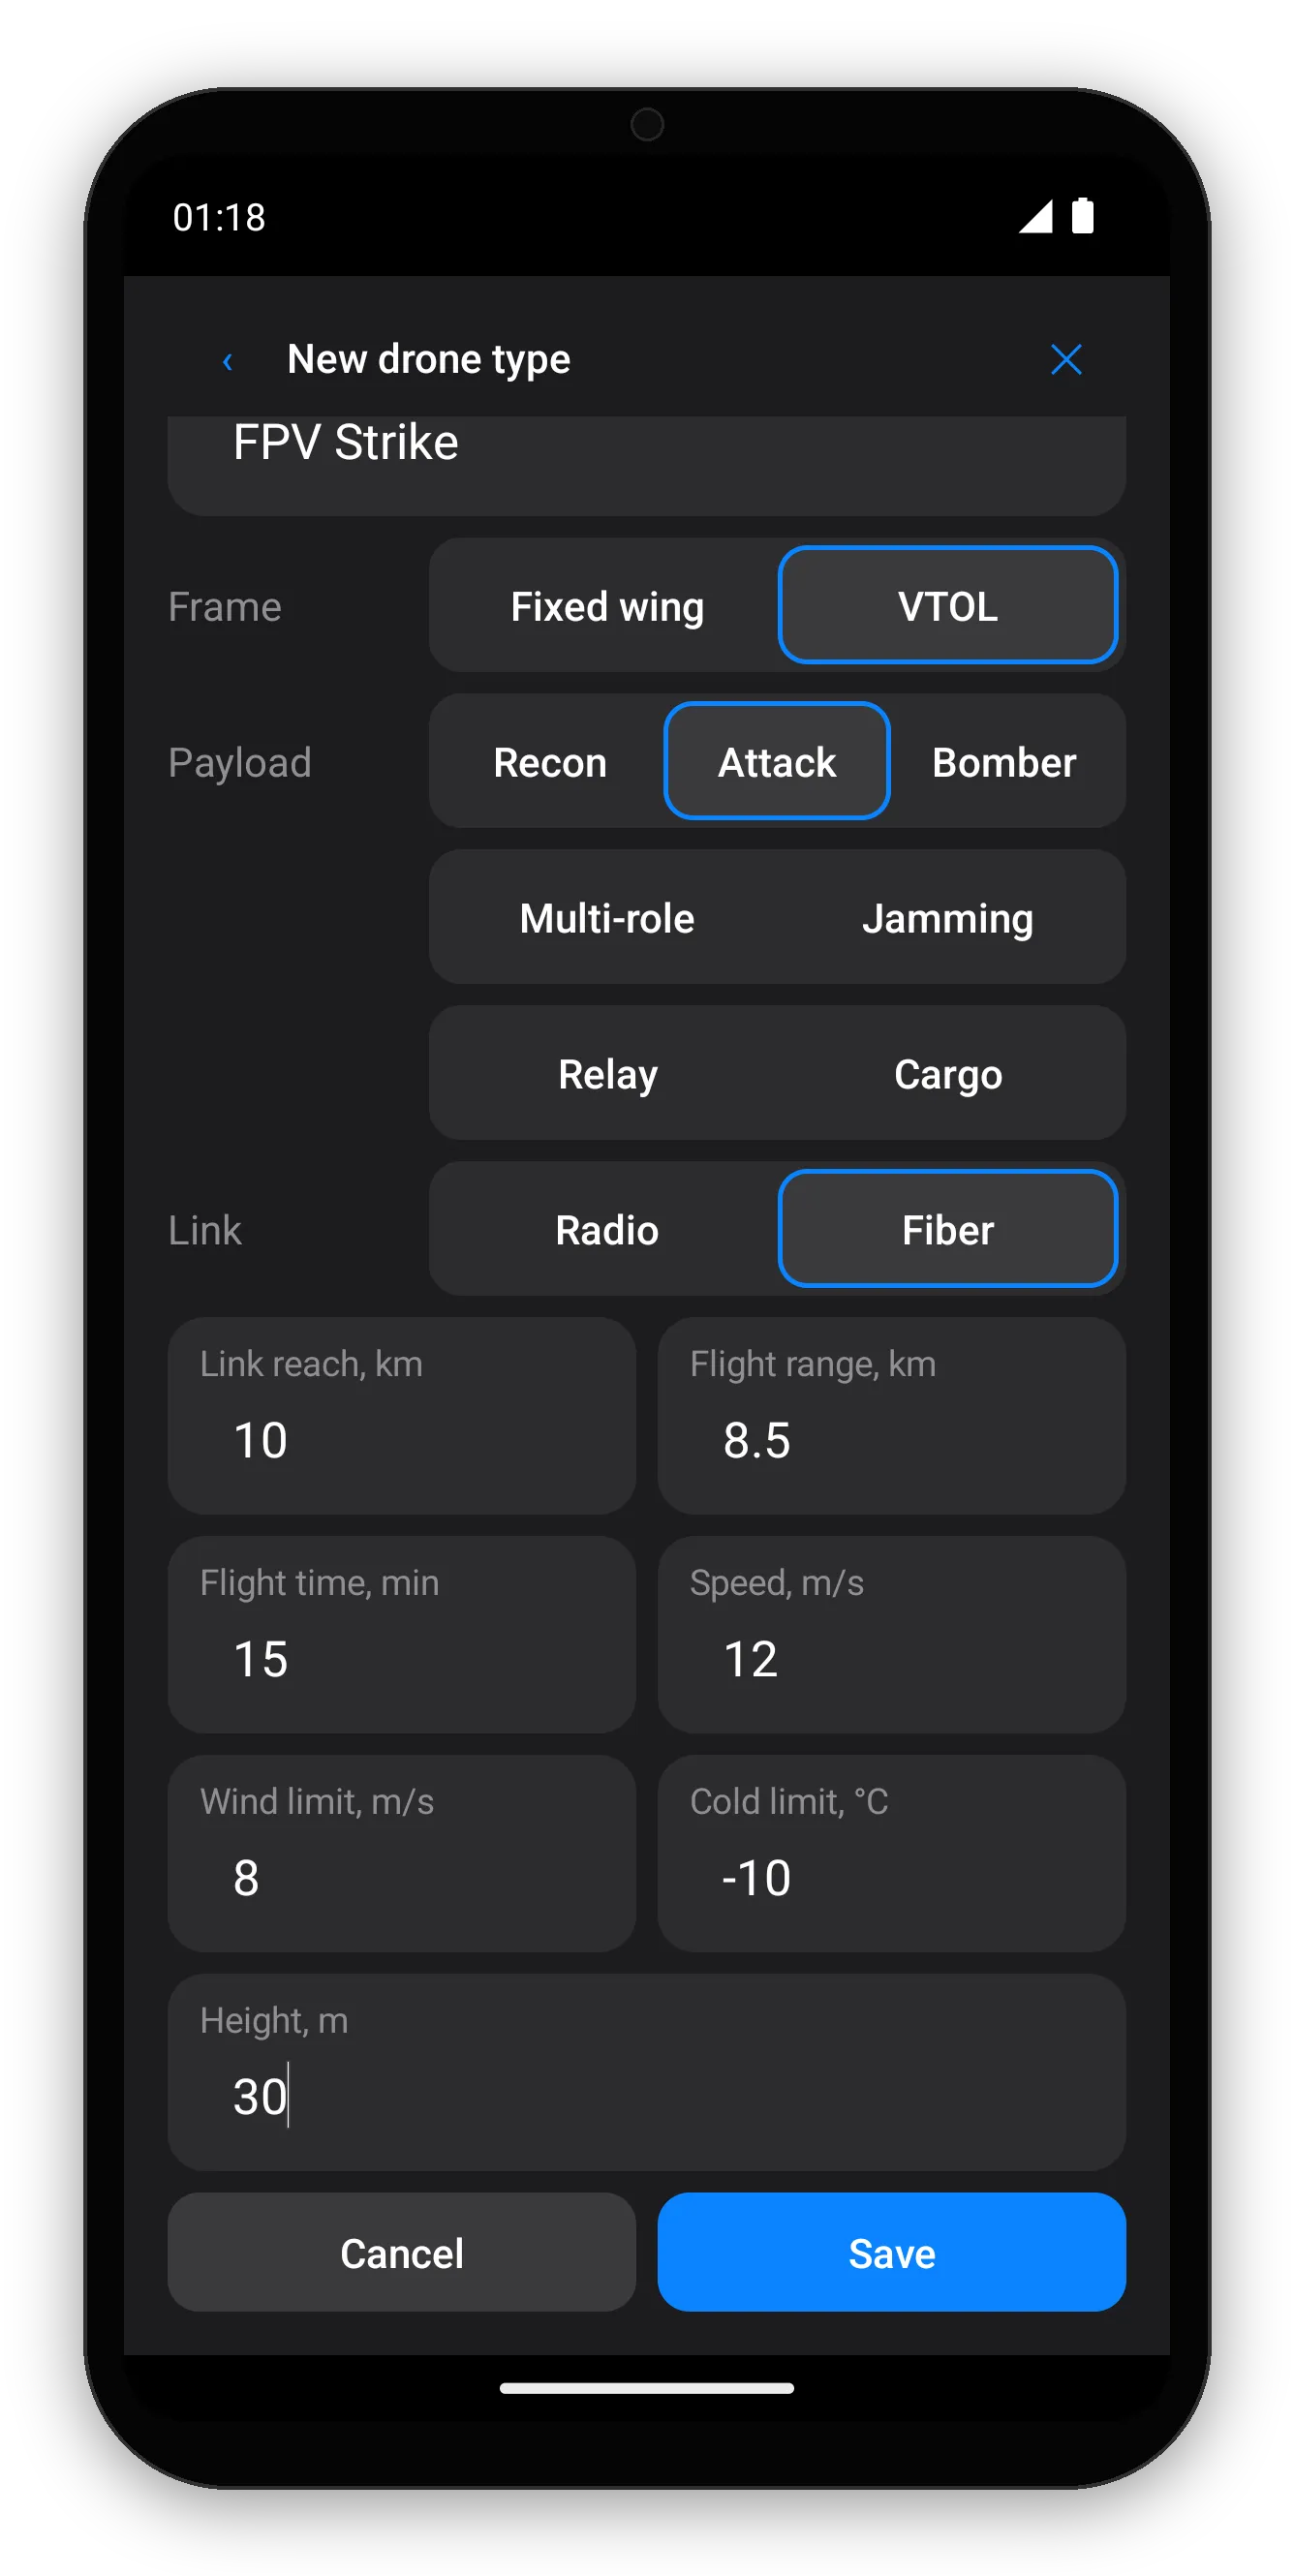 01:18
‹ New drone type
FPV Strike
Frame Fixed wing VTOL
Payload Recon Attack Bomber
Multi-role Jamming
Relay Cargo
Link Radio Fiber
Link reach, km Flight range, km
10 8.5
Flight time, min Speed, m/s
15 12
Wind limit, m/s Cold limit, °C
8 -10
Height, m
30
Cancel Save